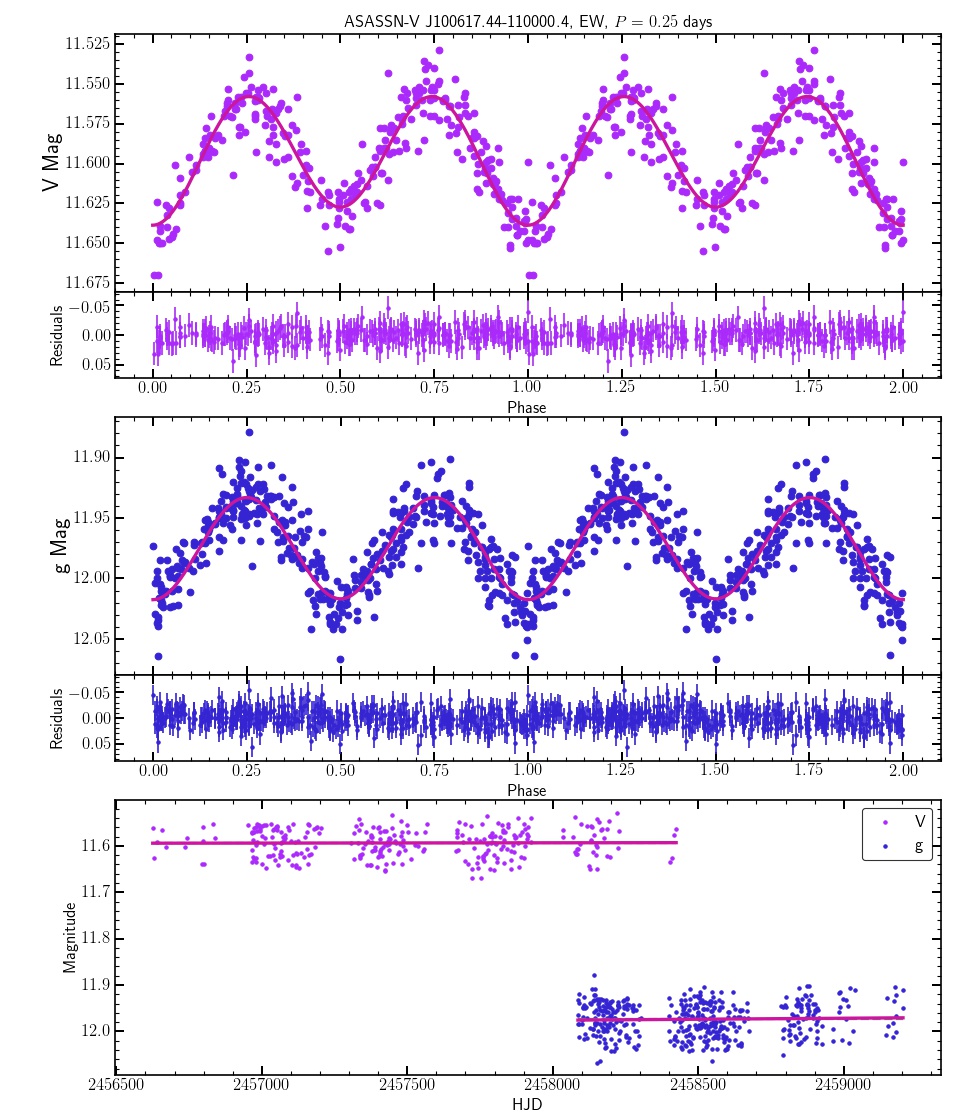 ASASSN-V J100617.44-110000.4, EW, P = 0.25 days
11.525
11.550
11.575
11.600
11.625
11.650
11.675
V Mag
−0.05
0.00
0.05
Residuals
0.00 0.25 0.50 0.75 1.00 1.25 1.50 1.75 2.00
Phase
11.90
11.95
12.00
12.05
g Mag
−0.05
0.00
0.05
Residuals
0.00 0.25 0.50 0.75 1.00 1.25 1.50 1.75 2.00
Phase
V
g
11.6
11.7
11.8
11.9
12.0
Magnitude
2456500 2457000 2457500 2458000 2458500 2459000
HJD